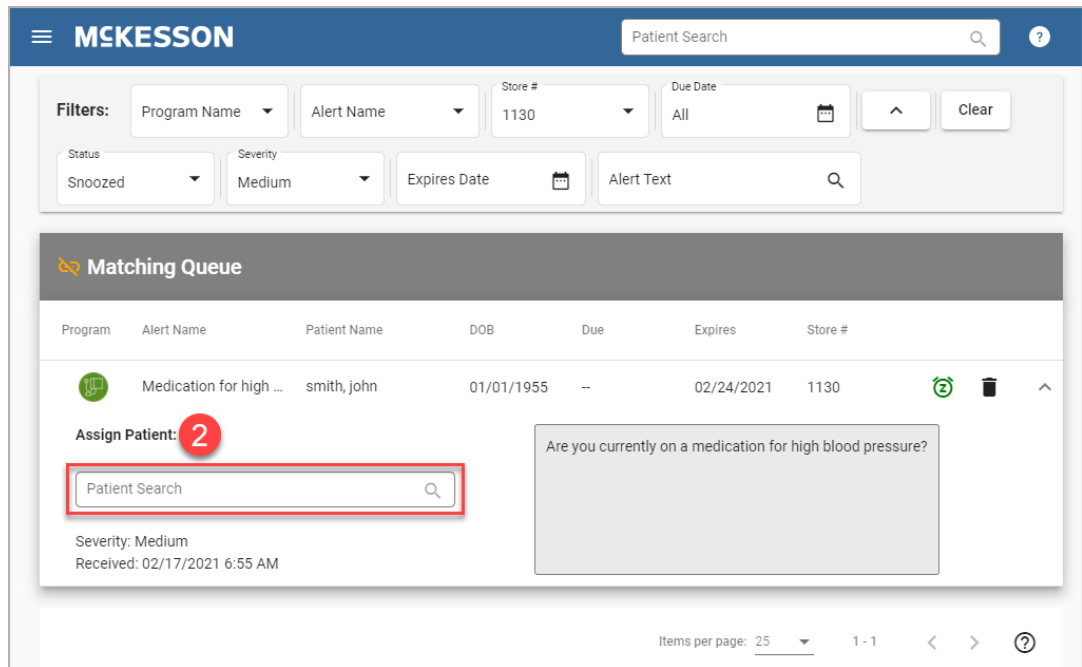 McKESSON
Patient Search
?
Filters:
Program Name
Alert Name
Store #
1130
Due Date
All
Clear
Status
Snoozed
Severity
Medium
Expires Date
Alert Text
Matching Queue
Program Alert Name Patient Name DOB Due Expires Store #
Medication for high ... smith, john 01/01/1955 -- 02/24/2021 1130 z
Assign Patient: 2
Are you currently on a medication for high blood pressure?
Patient Search
Severity: Medium
Received: 02/17/2021 6:55 AM
Items per page: 25 1 - 1 ?